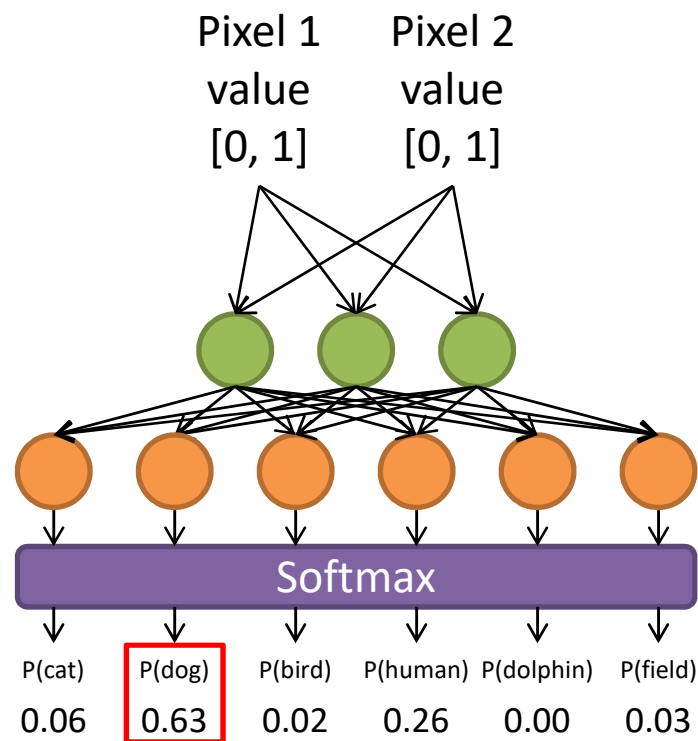 Pixel 1 Pixel 2
value value
[0, 1] [0, 1]
Softmax
P(cat) P(dog) P(bird) P(human) P(dolphin) P(field)
0.06 0.63 0.02 0.26 0.00 0.03